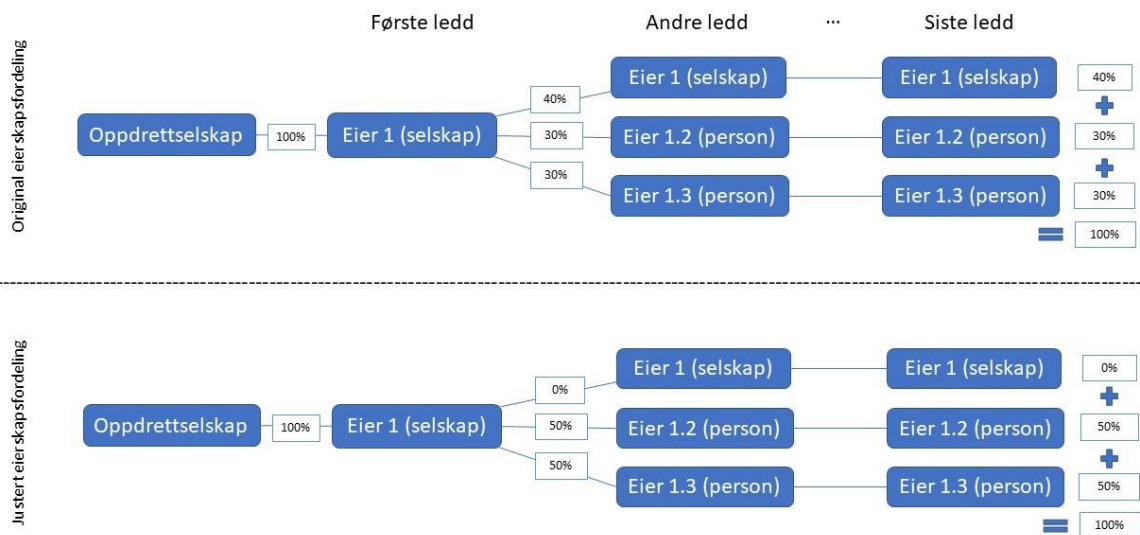 Første ledd
Andre ledd
...
Siste ledd
Original eierskapsfordeling
Oppdrettselskap
100%
Eier 1 (selskap)
40%
30%
30%
Eier 1 (selskap)
Eier 1.2 (person)
Eier 1.3 (person)
Eier 1 (selskap)
Eier 1.2 (person)
Eier 1.3 (person)
40%
30%
30%
100%
Justert eierskapsfordeling
Oppdrettselskap
100%
Eier 1 (selskap)
0%
50%
50%
Eier 1 (selskap)
Eier 1.2 (person)
Eier 1.3 (person)
Eier 1 (selskap)
Eier 1.2 (person)
Eier 1.3 (person)
0%
50%
50%
100%